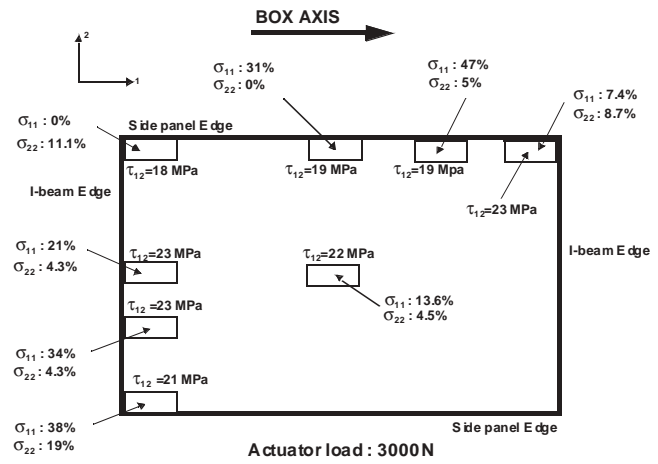 BOX AXIS
2
1
σ11 : 31%
σ22 : 0%
σ11 : 47%
σ22 : 5%
σ11 : 7.4%
σ22 : 8.7%
σ11 : 0%
σ22 : 11.1%
Side panel Edge
τ12=18 MPa
τ12=19 MPa
τ12=19 Mpa
τ12=23 MPa
I-beam Edge
I-beam Edge
σ11 : 21%
σ22 : 4.3%
τ12=23 MPa
τ12=22 MPa
σ11 : 13.6%
σ22 : 4.5%
τ12 =23 MPa
σ11 : 34%
σ22 : 4.3%
τ12 =21 MPa
σ11 : 38%
σ22 : 19%
Side panel Edge
Actuator load : 3000N